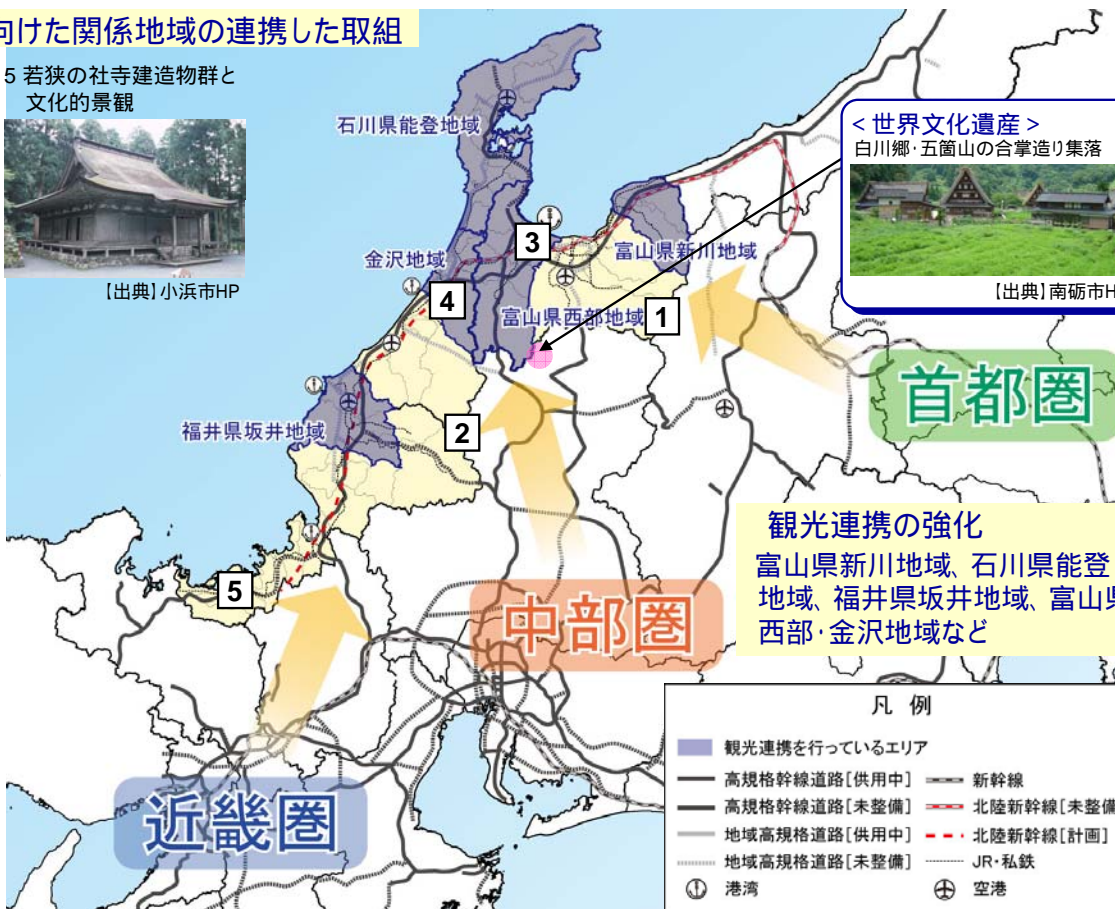 向けた関係地域の連携した取組
5 若狭の社寺建造物群と
文化的景観
【出典】小浜市HP
石川県能登地域
<世界文化遺産>
白川郷・五箇山の合掌造り集落
【出典】南砺市H
3
富山県新川地域
金沢地域
4
富山県西部地域
1
首都圏
福井県坂井地域
2
観光連携の強化
富山県新川地域、石川県能登
地域、福井県坂井地域、富山県
西部・金沢地域など
5
中部圏
近畿圏
凡 例
観光連携を行っているエリア
高規格幹線道路[供用中]
新幹線
高規格幹線道路[未整備]
北陸新幹線[未整備
地域高規格道路[供用中]
北陸新幹線[計画]
地域高規格道路[未整備]
JR・私鉄
港湾
空港